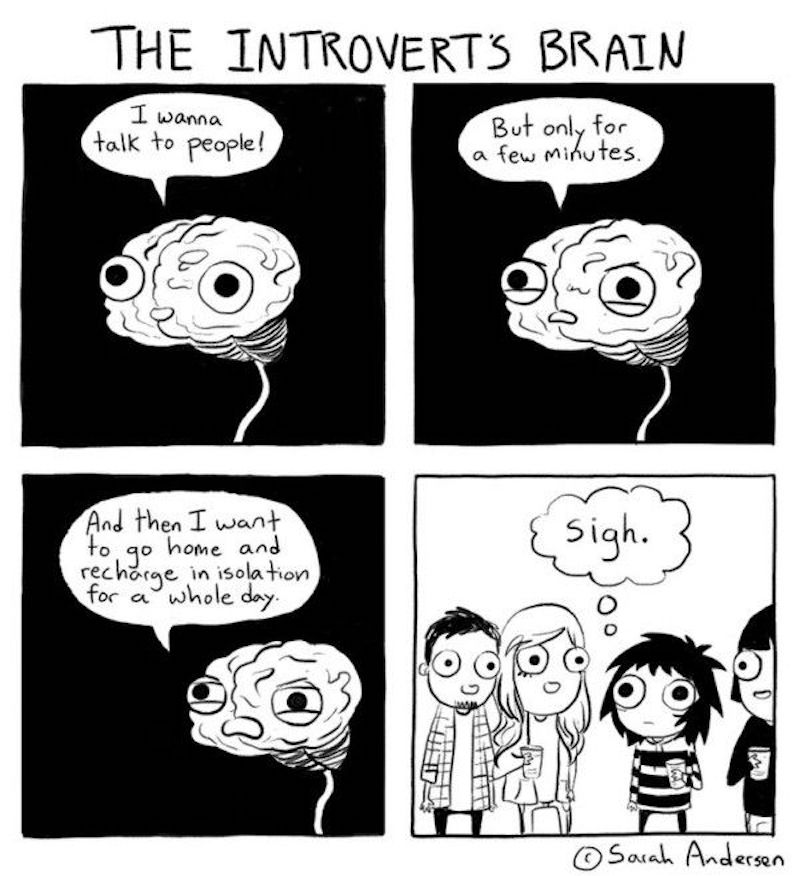 THE INTROVERT'S BRAIN
I wanna
talk to people!
But only for
a few minutes.
And then I want
to go home and
recharge in isolation
for a whole day.
sigh.
© Sarah Andersen